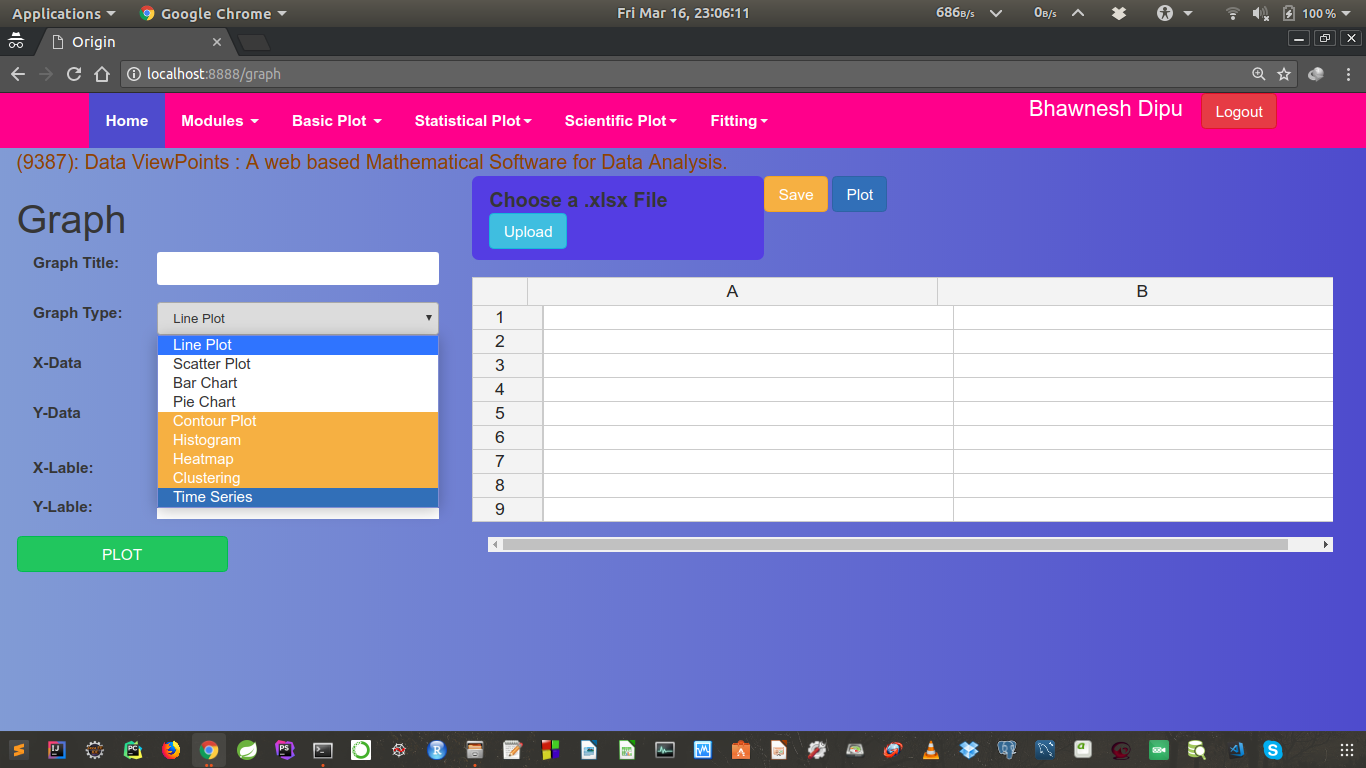 Applications Google Chrome Fri Mar 16, 23:06:11 686B/s 0B/s 100 %
Origin
localhost:8888/graph
Home Modules Basic Plot Statistical Plot Scientific Plot Fitting Bhawnesh Dipu Logout
(9387): Data ViewPoints : A web based Mathematical Software for Data Analysis.
Graph
Choose a .xlsx File
Upload
Save Plot
Graph Title:
Graph Type: Line Plot
Line Plot
Scatter Plot
Bar Chart
Pie Chart
Contour Plot
Histogram
Heatmap
Clustering
Time Series
X-Data
Y-Data
X-Lable:
Y-Lable:
PLOT
A B
1
2
3
4
5
6
7
8
9